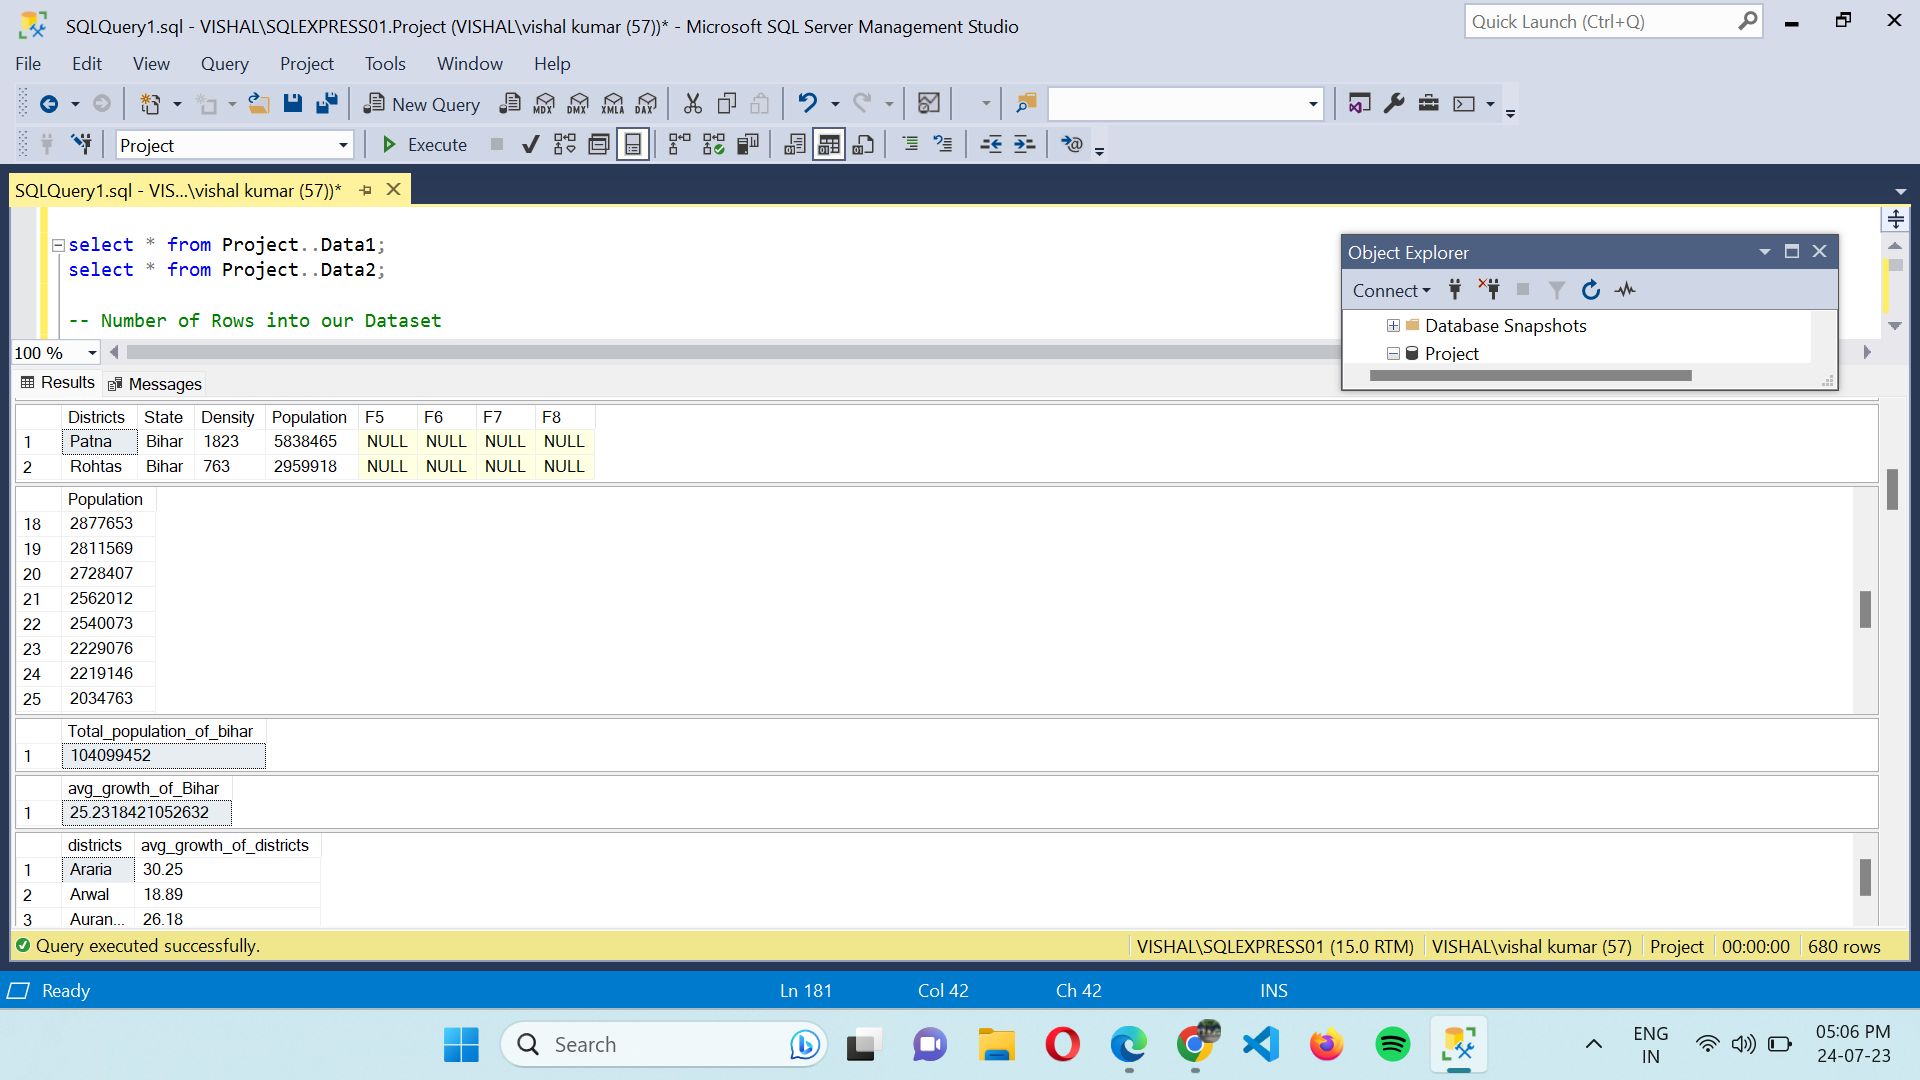 SQLQuery1.sql - VISHAL\SQLEXPRESS01.Project (VISHAL\vishal kumar (57))* - Microsoft SQL Server Management Studio
Quick Launch (Ctrl+Q)
File Edit View Query Project Tools Window Help
New Query MDX DMX XMLA DAX
Project Execute
SQLQuery1.sql - VIS...\vishal kumar (57))*
select * from Project..Data1;
select * from Project..Data2;
-- Number of Rows into our Dataset
Object Explorer
Connect
Database Snapshots
Project
100 %
Results Messages
Districts State Density Population F5 F6 F7 F8
1 Patna Bihar 1823 5838465 NULL NULL NULL NULL
2 Rohtas Bihar 763 2959918 NULL NULL NULL NULL
Population
18 2877653
19 2811569
20 2728407
21 2562012
22 2540073
23 2229076
24 2219146
25 2034763
Total_population_of_bihar
1 104099452
avg_growth_of_Bihar
1 25.2318421052632
districts avg_growth_of_districts
1 Araria 30.25
2 Arwal 18.89
3 Auran... 26.18
Query executed successfully. VISHAL\SQLEXPRESS01 (15.0 RTM) VISHAL\vishal kumar (57) Project 00:00:00 680 rows
Ready Ln 181 Col 42 Ch 42 INS
Search
ENG
IN
05:06 PM
24-07-23